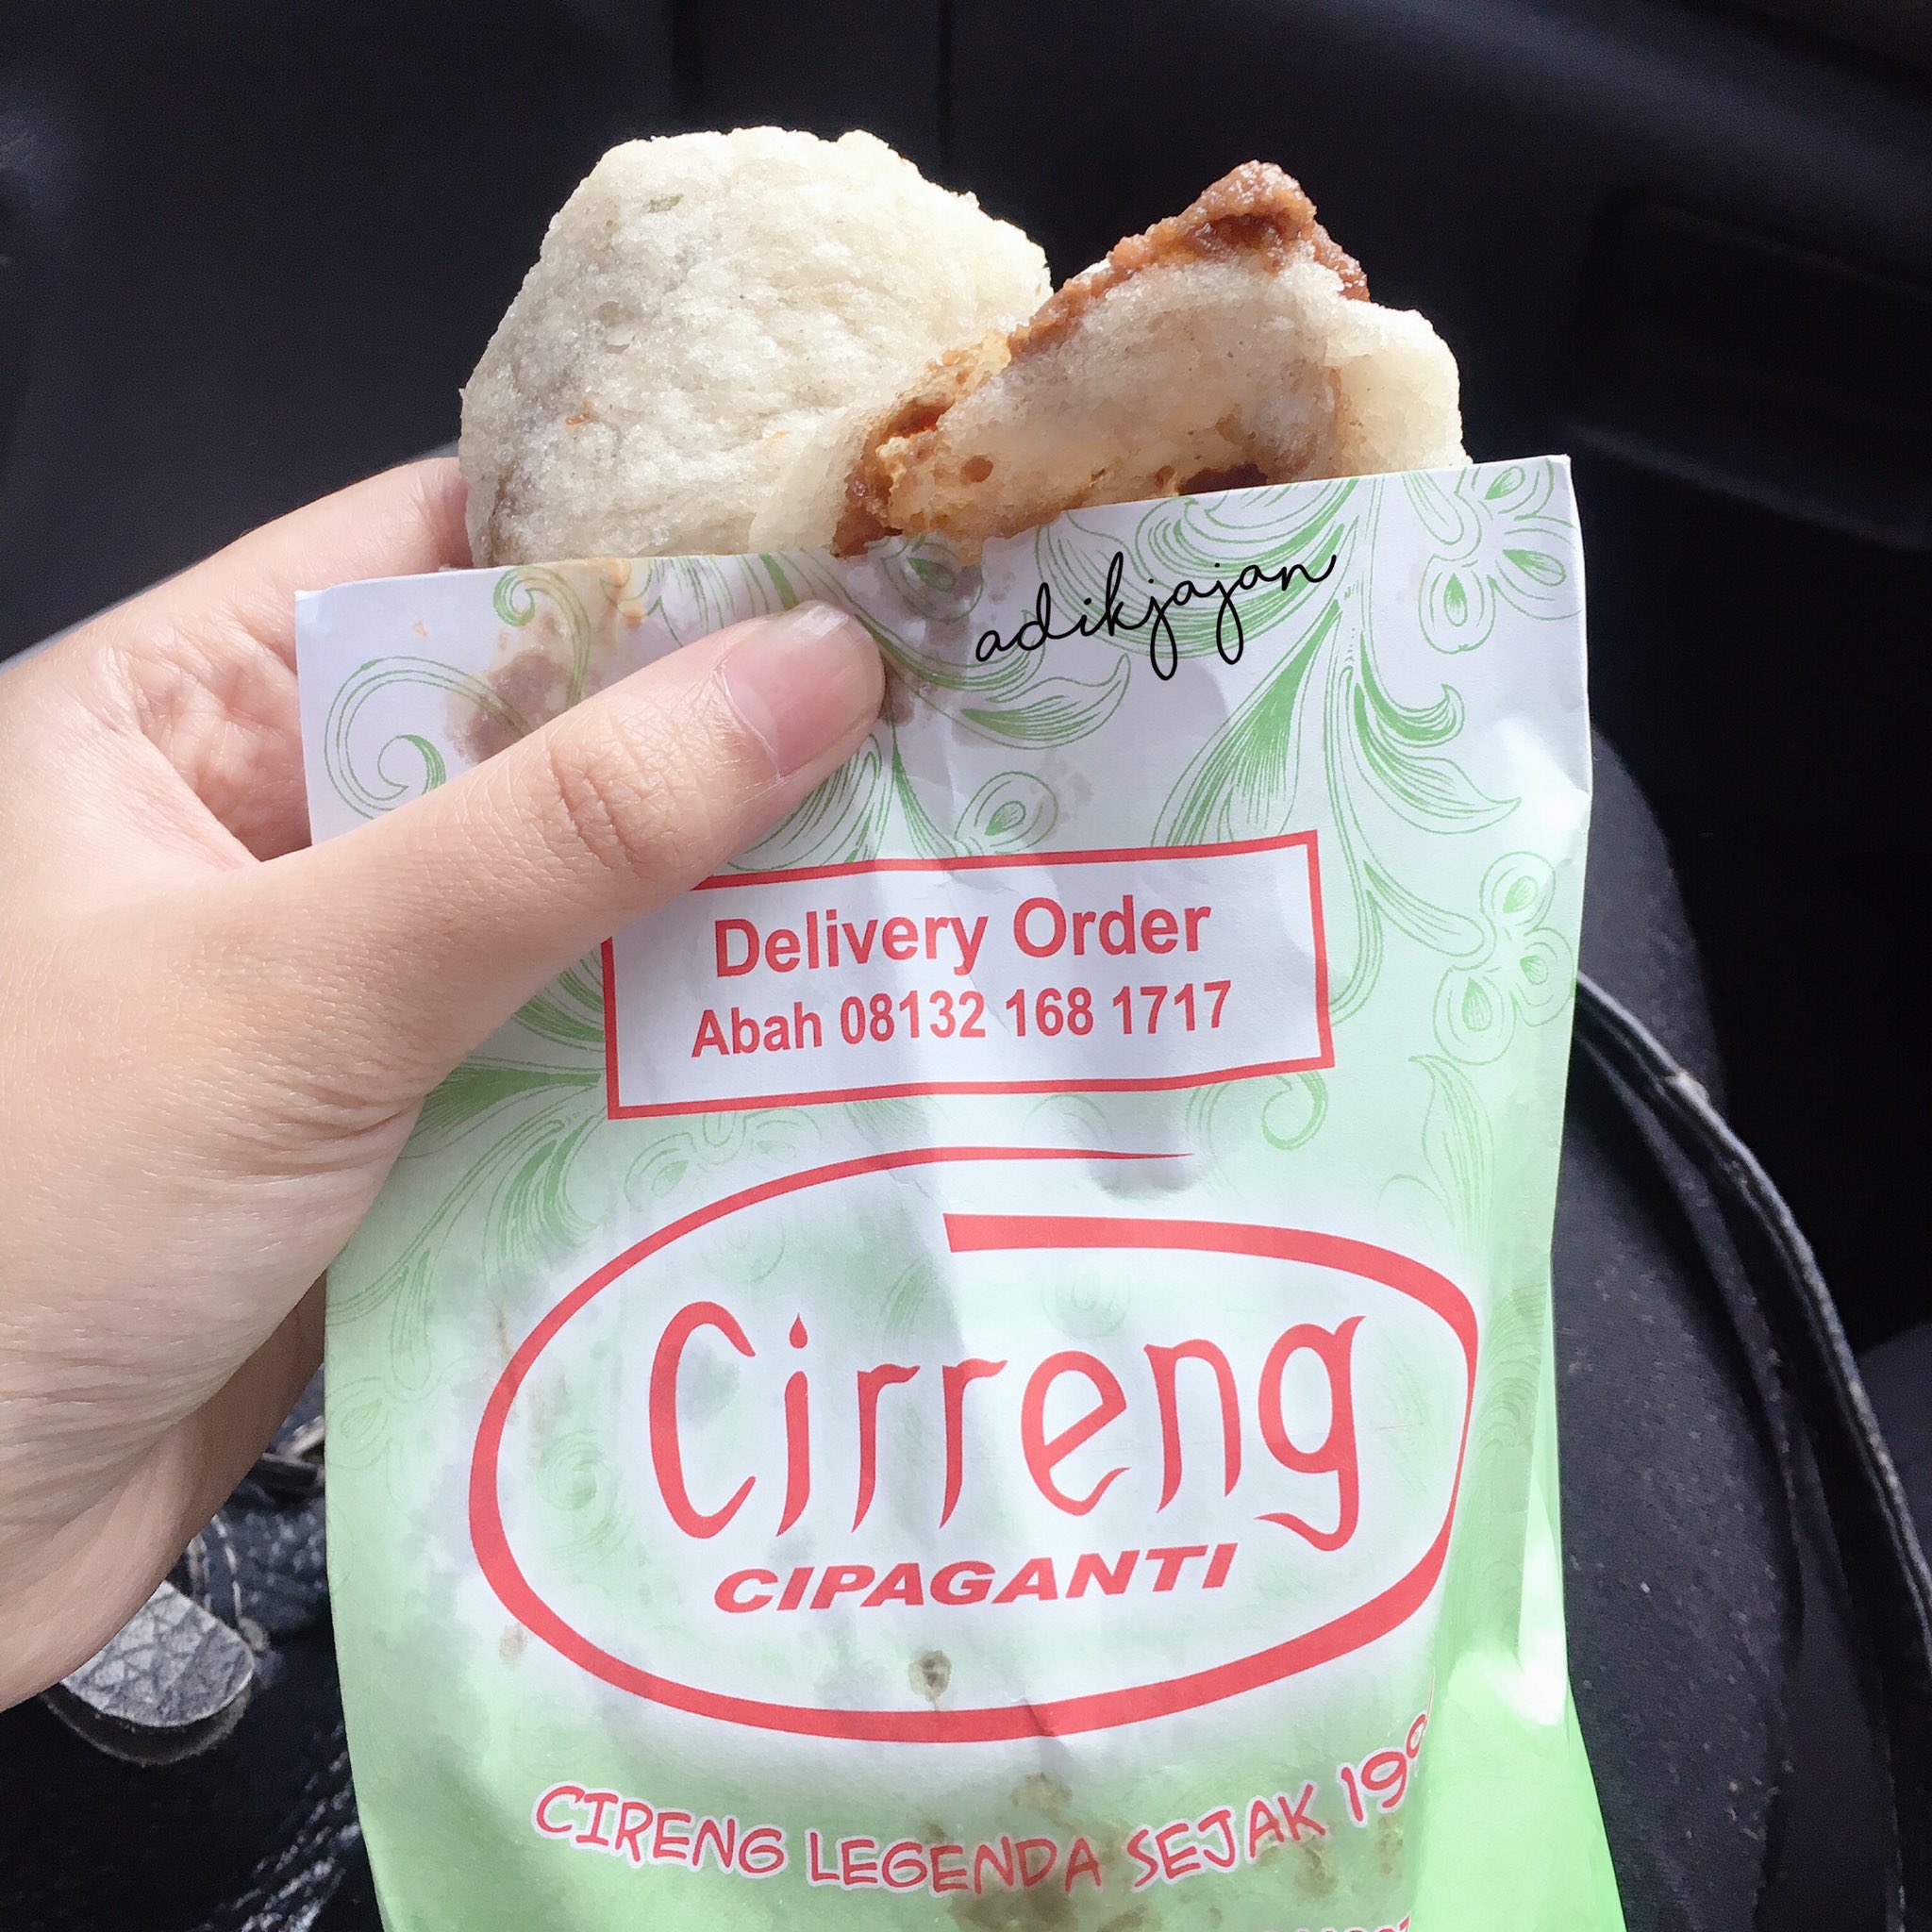 adikjajan
Delivery Order
Abah 08132 168 1717
Cirreng
CIPAGANTI
CIRENG LEGENDA SEJAK